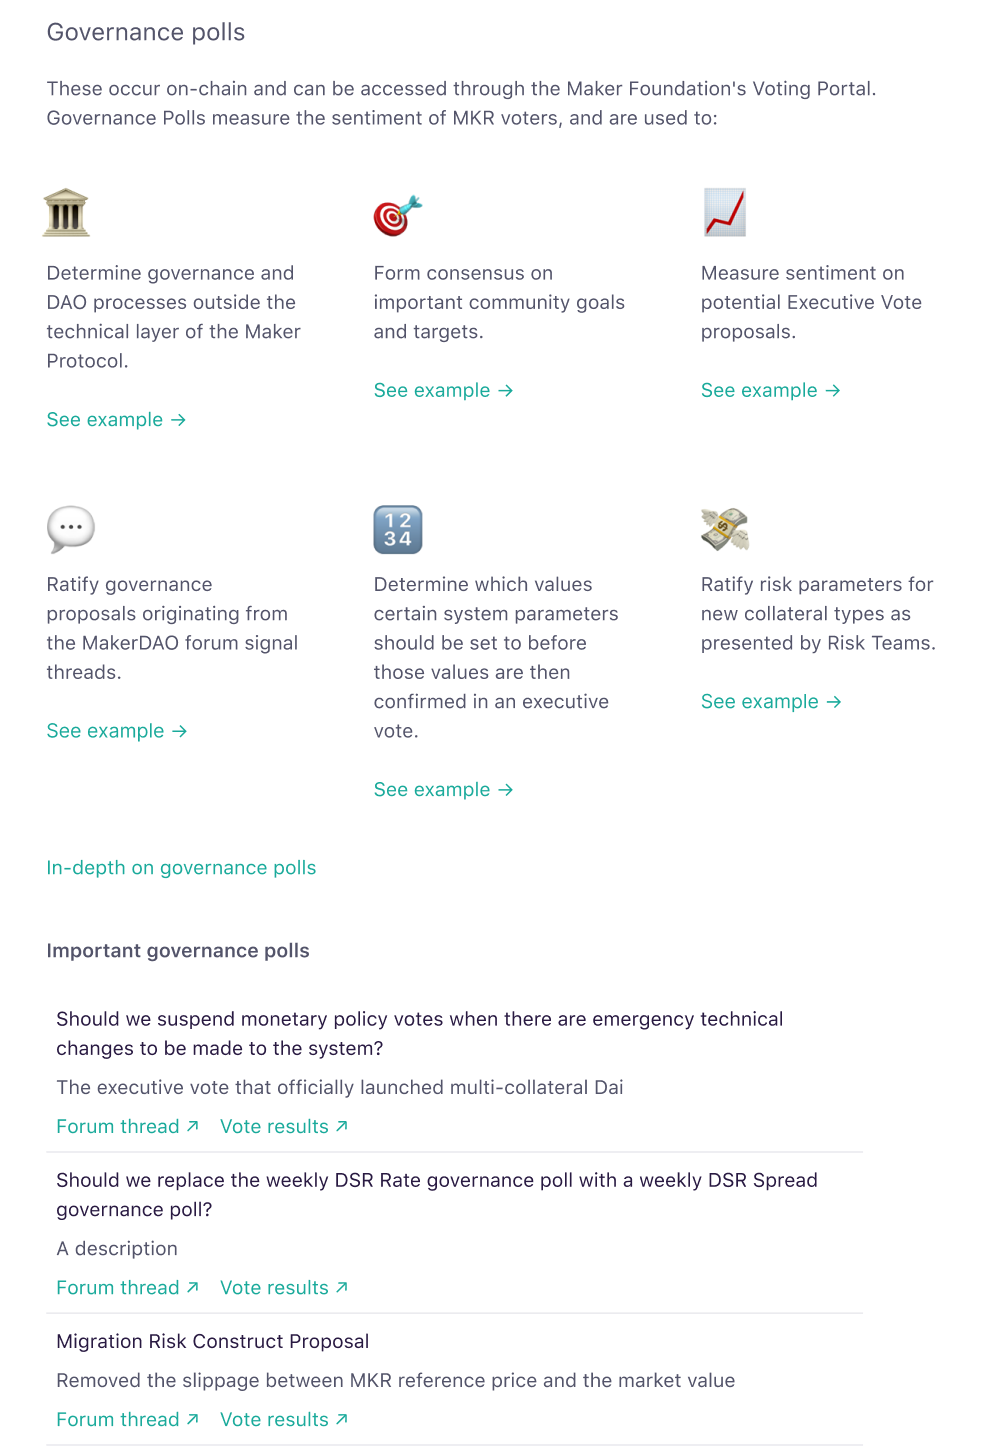 Governance polls
These occur on-chain and can be accessed through the Maker Foundation's Voting Portal.
Governance Polls measure the sentiment of MKR voters, and are used to:
Determine governance and
DAO processes outside the
technical layer of the Maker
Protocol.
See example →
Form consensus on
important community goals
and targets.
See example →
Measure sentiment on
potential Executive Vote
proposals.
See example →
Ratify governance
proposals originating from
the MakerDAO forum signal
threads.
See example →
1 2
3 4
Determine which values
certain system parameters
should be set to before
those values are then
confirmed in an executive
vote.
See example →
Ratify risk parameters for
new collateral types as
presented by Risk Teams.
See example →
In-depth on governance polls
Important governance polls
Should we suspend monetary policy votes when there are emergency technical
changes to be made to the system?
The executive vote that officially launched multi-collateral Dai
Forum thread ↗ Vote results ↗
Should we replace the weekly DSR Rate governance poll with a weekly DSR Spread
governance poll?
A description
Forum thread ↗ Vote results ↗
Migration Risk Construct Proposal
Removed the slippage between MKR reference price and the market value
Forum thread ↗ Vote results ↗